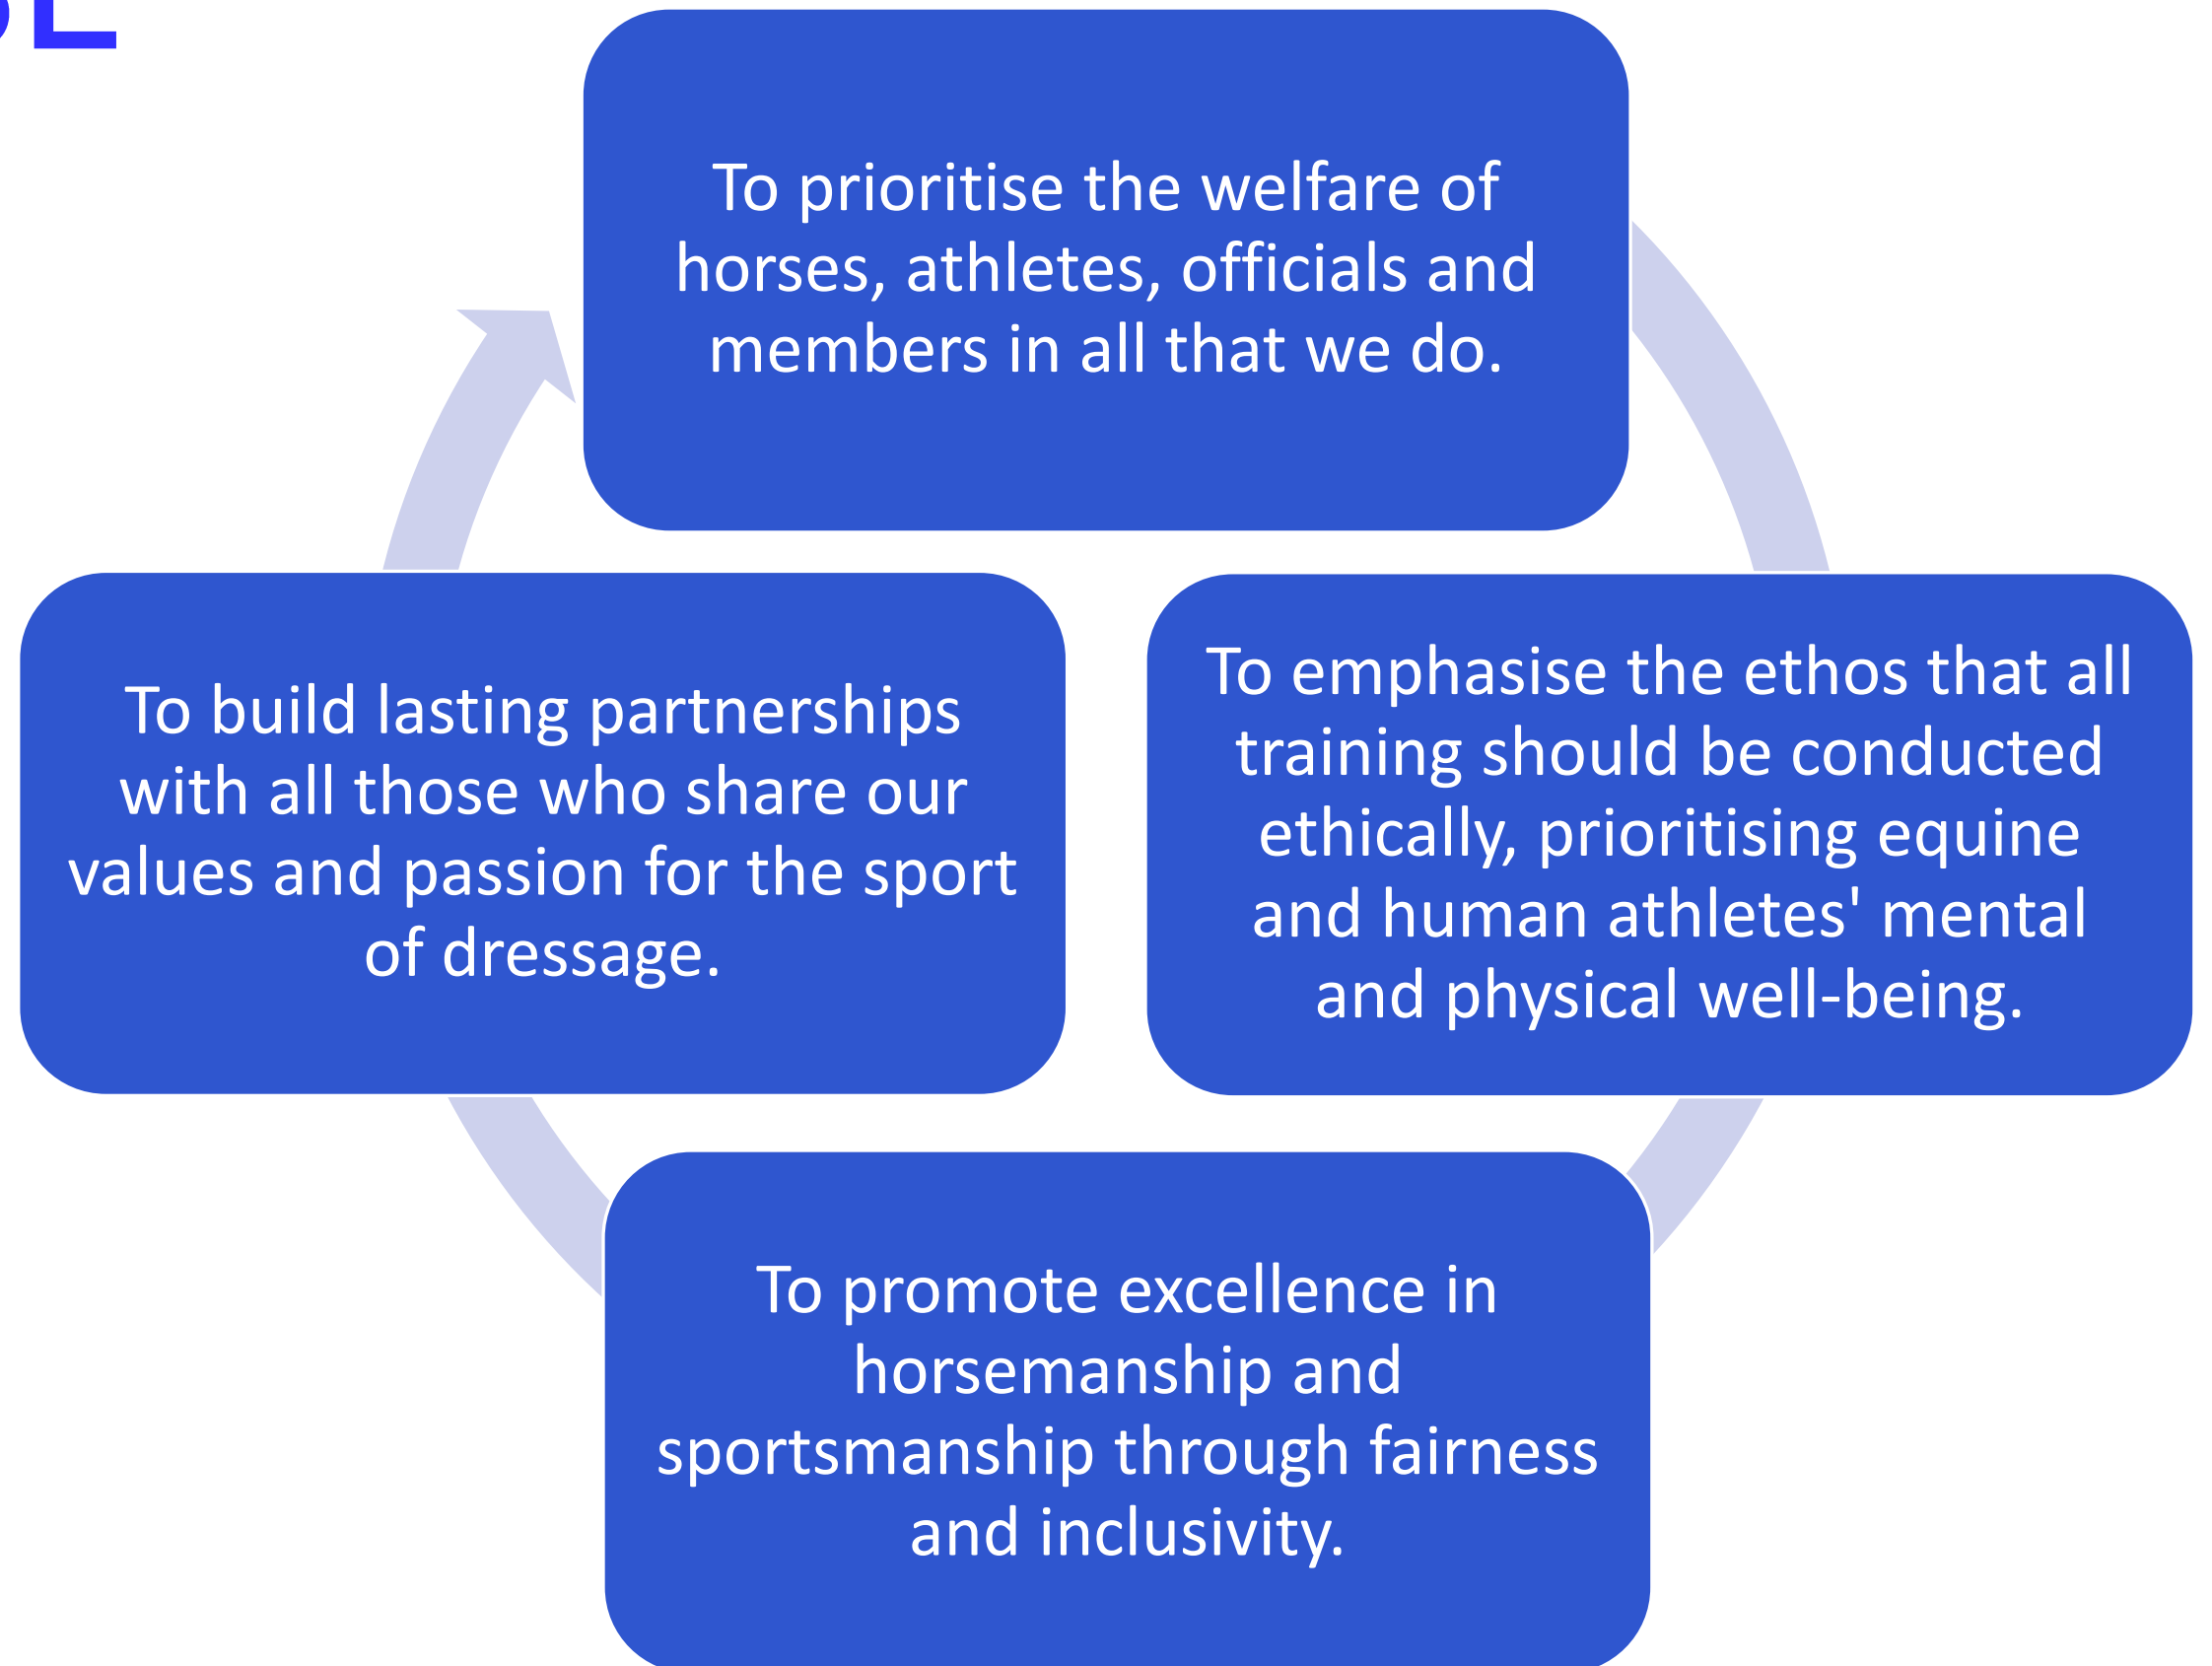 To prioritise the welfare of
horses, athletes, officials and
members in all that we do.
To build lasting partnerships
with all those who share our
values and passion for the sport
of dressage.
To emphasise the ethos that all
training should be conducted
ethically, prioritising equine
and human athletes' mental
and physical well-being.
To promote excellence in
horsemanship and
sportsmanship through fairness
and inclusivity.